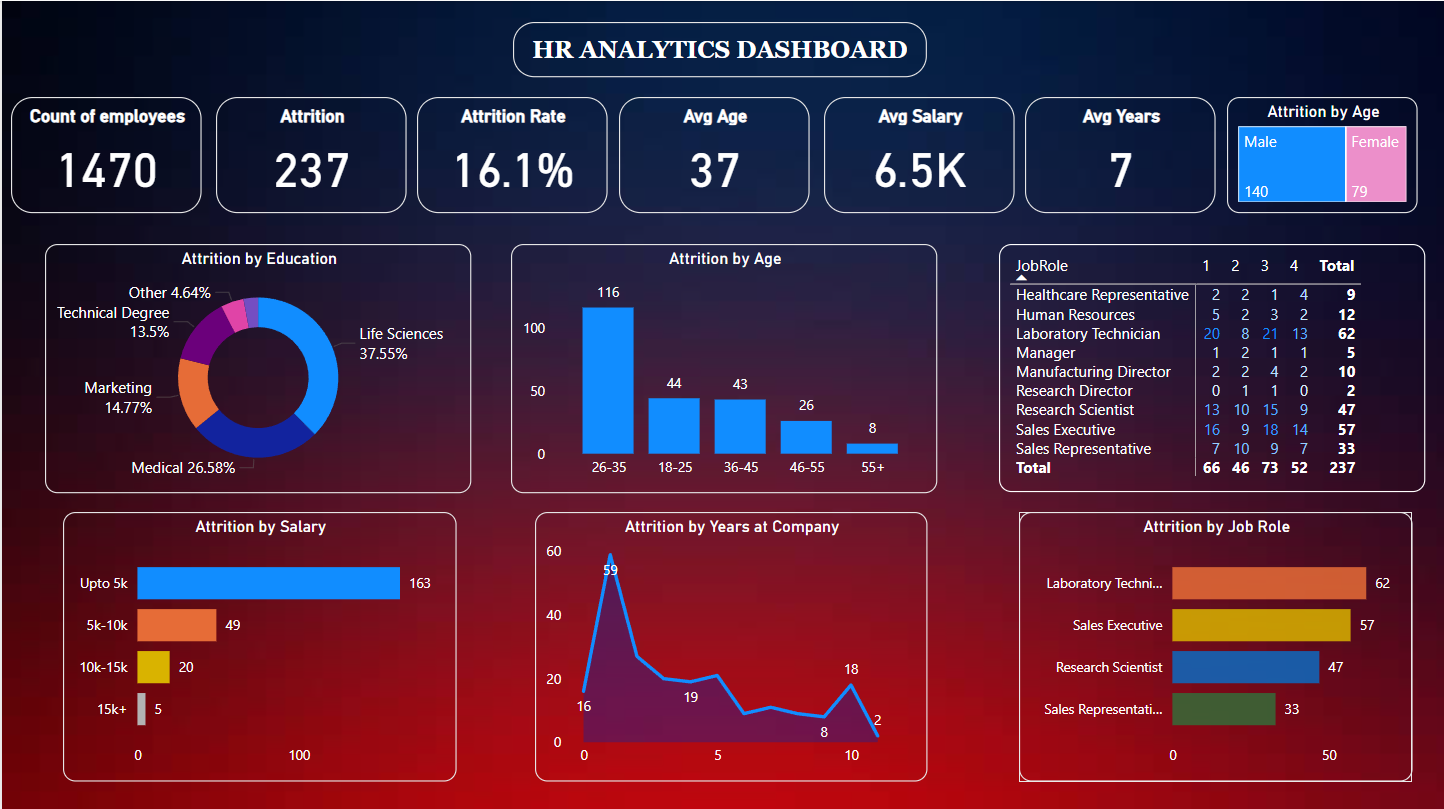 HR ANALYTICS DASHBOARD
Count of employees
1470
Attrition
237
Attrition Rate
16.1%
Avg Age
37
Avg Salary
6.5K
Avg Years
7
Attrition by Age
Male
140
Female
79
Attrition by Education
Other 4.64%
Technical Degree
13.5%
Marketing
14.77%
Medical 26.58%
Life Sciences
37.55%
Attrition by Age
100
50
0
116
44
43
26
8
26-35
18-25
36-45
46-55
55+
JobRole 1 2 3 4 Total
Healthcare Representative 2 2 1 4 9
Human Resources 5 2 3 2 12
Laboratory Technician 20 8 21 13 62
Manager 1 2 1 1 5
Manufacturing Director 2 2 4 2 10
Research Director 0 1 1 0 2
Research Scientist 13 10 15 9 47
Sales Executive 16 9 18 14 57
Sales Representative 7 10 9 7 33
Total 66 46 73 52 237
Attrition by Salary
Upto 5k 163
5k-10k 49
10k-15k 20
15k+ 5
0 100
Attrition by Years at Company
60
40
20
0
16
59
19
8
18
2
0 5 10
Attrition by Job Role
Laboratory Techni... 62
Sales Executive 57
Research Scientist 47
Sales Representati... 33
0 50